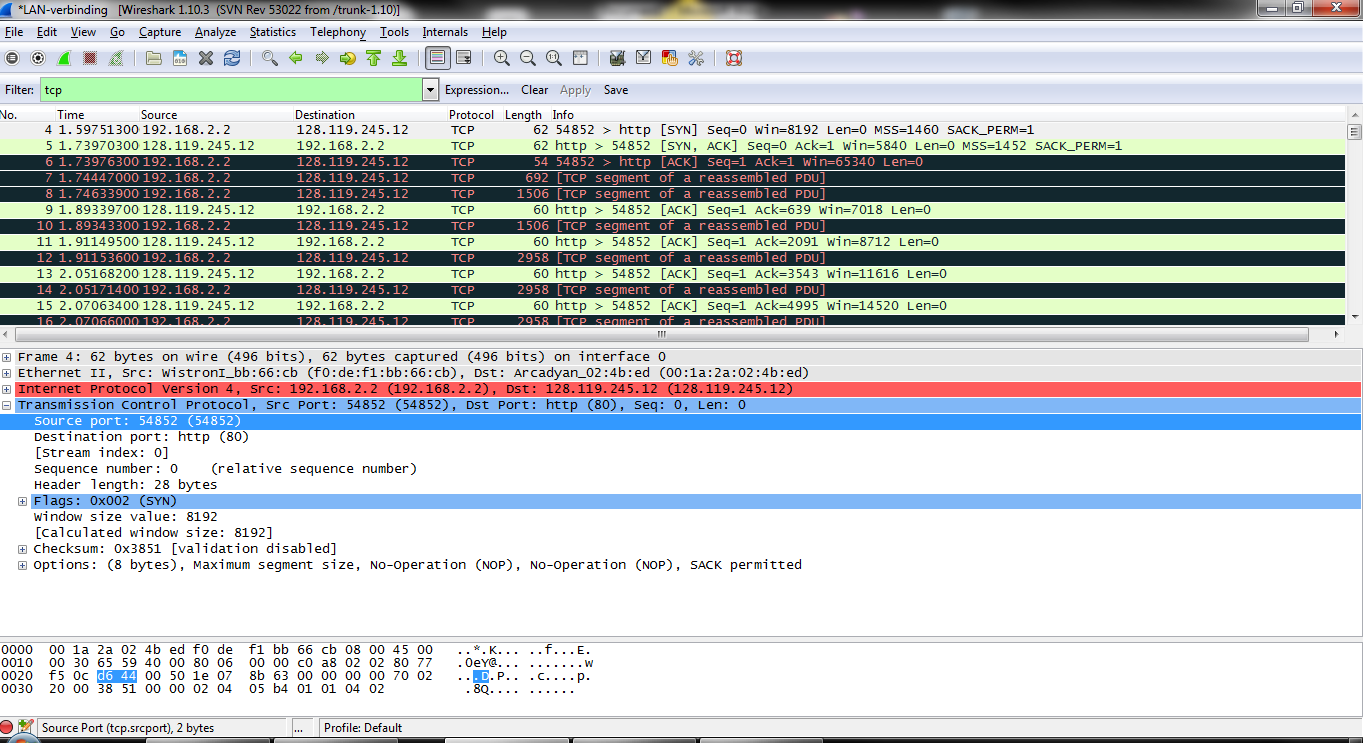 *LAN-verbinding [Wireshark 1.10.3 (SVN Rev 53022 from /trunk-1.10)]
File Edit View Go Capture Analyze Statistics Telephony Tools Internals Help
Filter: tcp Expression... Clear Apply Save
No. Time Source Destination Protocol Length Info
4 1.59751300 192.168.2.2 128.119.245.12 TCP 62 54852 > http [SYN] Seq=0 Win=8192 Len=0 MSS=1460 SACK_PERM=1
5 1.73970300 128.119.245.12 192.168.2.2 TCP 62 http > 54852 [SYN, ACK] Seq=0 Ack=1 Win=5840 Len=0 MSS=1452 SACK_PERM=1
6 1.73976300 192.168.2.2 128.119.245.12 TCP 54 54852 > http [ACK] Seq=1 Ack=1 Win=65340 Len=0
7 1.74447000 192.168.2.2 128.119.245.12 TCP 692 [TCP segment of a reassembled PDU]
8 1.74633900 192.168.2.2 128.119.245.12 TCP 1506 [TCP segment of a reassembled PDU]
9 1.89339700 128.119.245.12 192.168.2.2 TCP 60 http > 54852 [ACK] Seq=1 Ack=639 Win=7018 Len=0
10 1.89343300 192.168.2.2 128.119.245.12 TCP 1506 [TCP segment of a reassembled PDU]
11 1.91149500 128.119.245.12 192.168.2.2 TCP 60 http > 54852 [ACK] Seq=1 Ack=2091 Win=8712 Len=0
12 1.91153600 192.168.2.2 128.119.245.12 TCP 2958 [TCP segment of a reassembled PDU]
13 2.05168200 128.119.245.12 192.168.2.2 TCP 60 http > 54852 [ACK] Seq=1 Ack=3543 Win=11616 Len=0
14 2.05171400 192.168.2.2 128.119.245.12 TCP 2958 [TCP segment of a reassembled PDU]
15 2.07063400 128.119.245.12 192.168.2.2 TCP 60 http > 54852 [ACK] Seq=1 Ack=4995 Win=14520 Len=0
16 2.07066000 192.168.2.2 128.119.245.12 TCP 2958 [TCP segment of a reassembled PDU]
Frame 4: 62 bytes on wire (496 bits), 62 bytes captured (496 bits) on interface 0
Ethernet II, Src: WistronI_bb:66:cb (f0:de:f1:bb:66:cb), Dst: Arcadyan_02:4b:ed (00:1a:2a:02:4b:ed)
Internet Protocol Version 4, Src: 192.168.2.2 (192.168.2.2), Dst: 128.119.245.12 (128.119.245.12)
Transmission Control Protocol, Src Port: 54852 (54852), Dst Port: http (80), Seq: 0, Len: 0
Source port: 54852 (54852)
Destination port: http (80)
[Stream index: 0]
Sequence number: 0 (relative sequence number)
Header length: 28 bytes
Flags: 0x002 (SYN)
Window size value: 8192
[Calculated window size: 8192]
Checksum: 0x3851 [validation disabled]
Options: (8 bytes), Maximum segment size, No-Operation (NOP), No-Operation (NOP), SACK permitted
0000 00 1a 2a 02 4b ed f0 de f1 bb 66 cb 08 00 45 00 ..*.K... ..f...E.
0010 00 30 65 59 40 00 80 06 00 00 c0 a8 02 02 80 77 .0eY@... .......w
0020 f5 0c d6 44 00 50 1e 07 8b 63 00 00 00 00 70 02 ...D.P.. .c....p.
0030 20 00 38 51 00 00 02 04 05 b4 01 01 04 02 .8Q.... ......
Source Port (tcp.srcport), 2 bytes ... Profile: Default